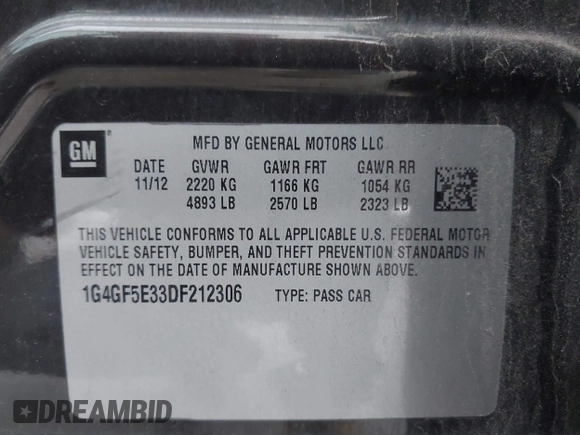 GM
MFD BY GENERAL MOTORS LLC
DATE GVWR GAWR FRT GAWR RR
11/12 2220 KG 1166 KG 1054 KG
4893 LB 2570 LB 2323 LB
THIS VEHICLE CONFORMS TO ALL APPLICABLE U.S. FEDERAL MOTOR
VEHICLE SAFETY, BUMPER, AND THEFT PREVENTION STANDARDS IN
EFFECT ON THE DATE OF MANUFACTURE SHOWN ABOVE.
1G4GF5E33DF212306 TYPE: PASS CAR
DREAMBID